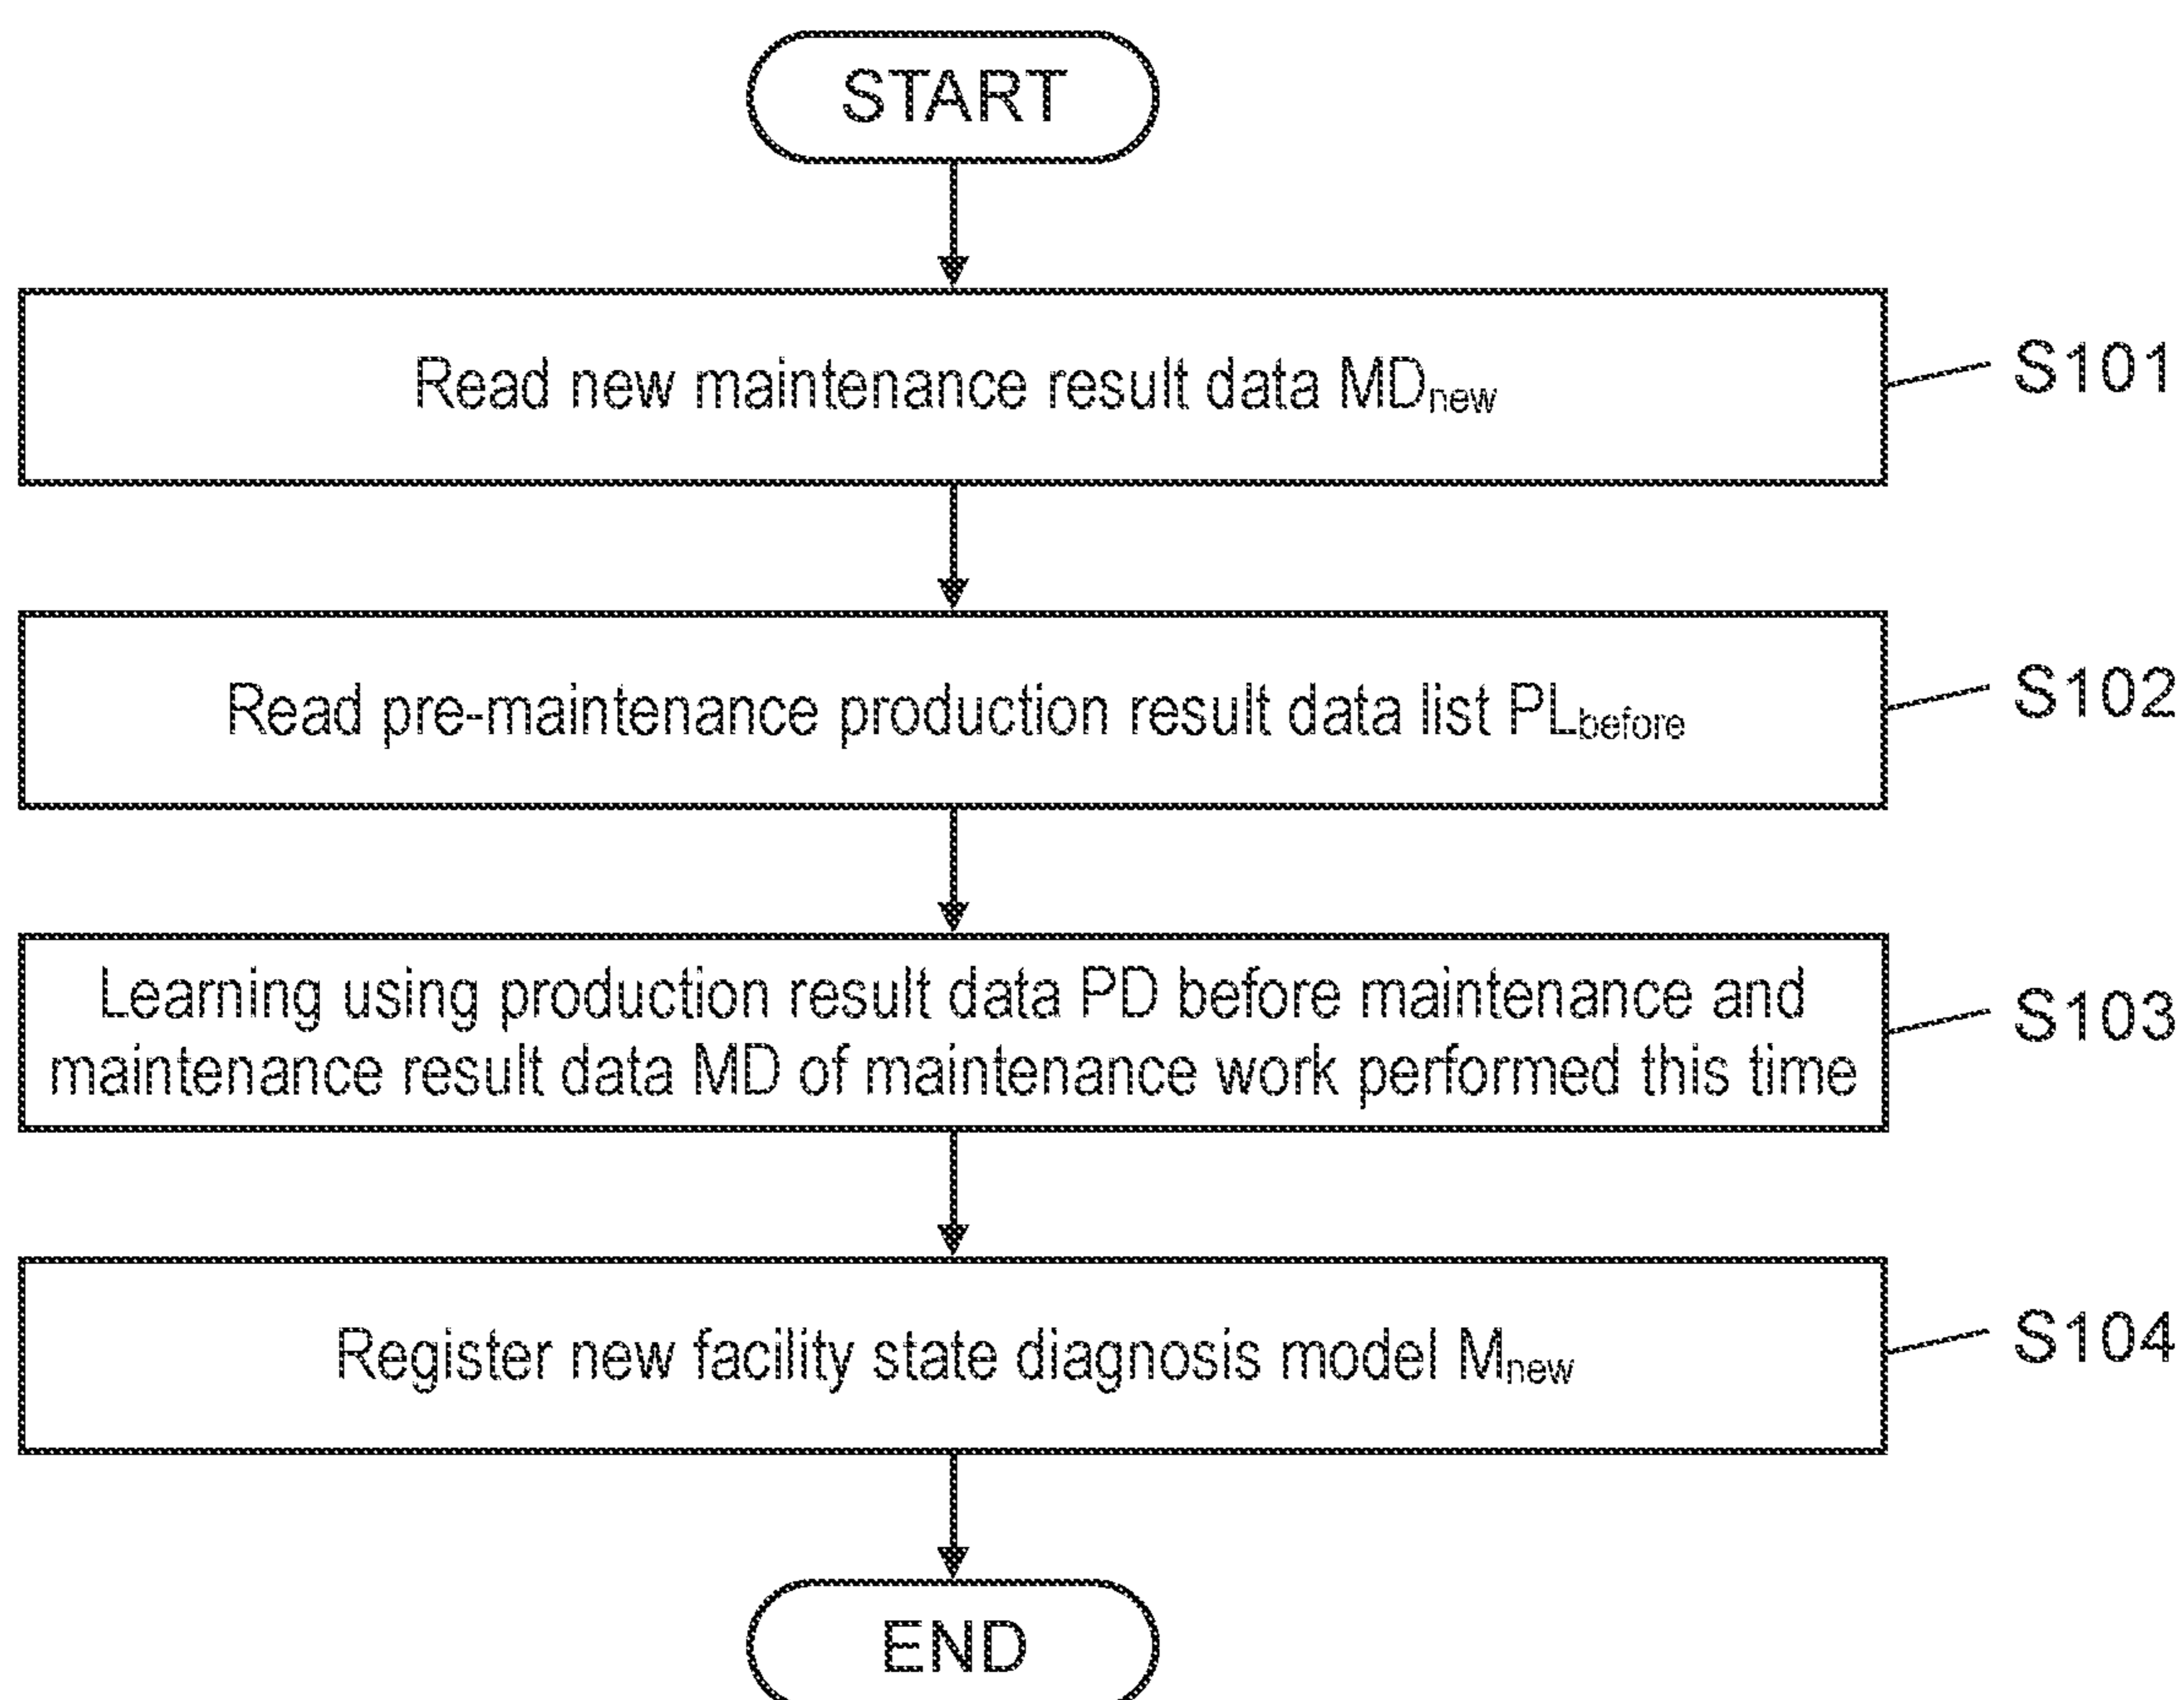 START
Read new maintenance result data MDnew
S101
Read pre-maintenance production result data list PLbefore
S102
Learning using production result data PD before maintenance and
maintenance result data MD of maintenance work performed this time
S103
Register new facility state diagnosis model Mnew
S104
END